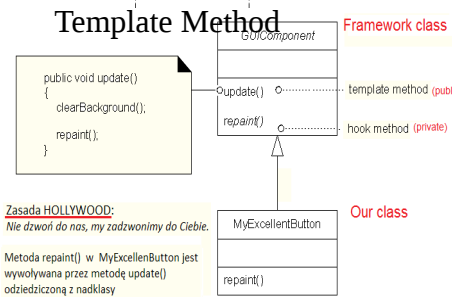 Template Method
GUIComponent
Framework class
public void update()
{
clearBackground();
repaint();
}
update()
template method (publ
repaint()
hook method (private)
Zasada HOLLYWOOD:
Nie dzwoń do nas, my zadzwonimy do Ciebie.
Metoda repaint() w MyExcellenButton jest
wywoływana przez metodę update()
odziedziczoną z nadklasy
MyExcellentButton
Our class
repaint()